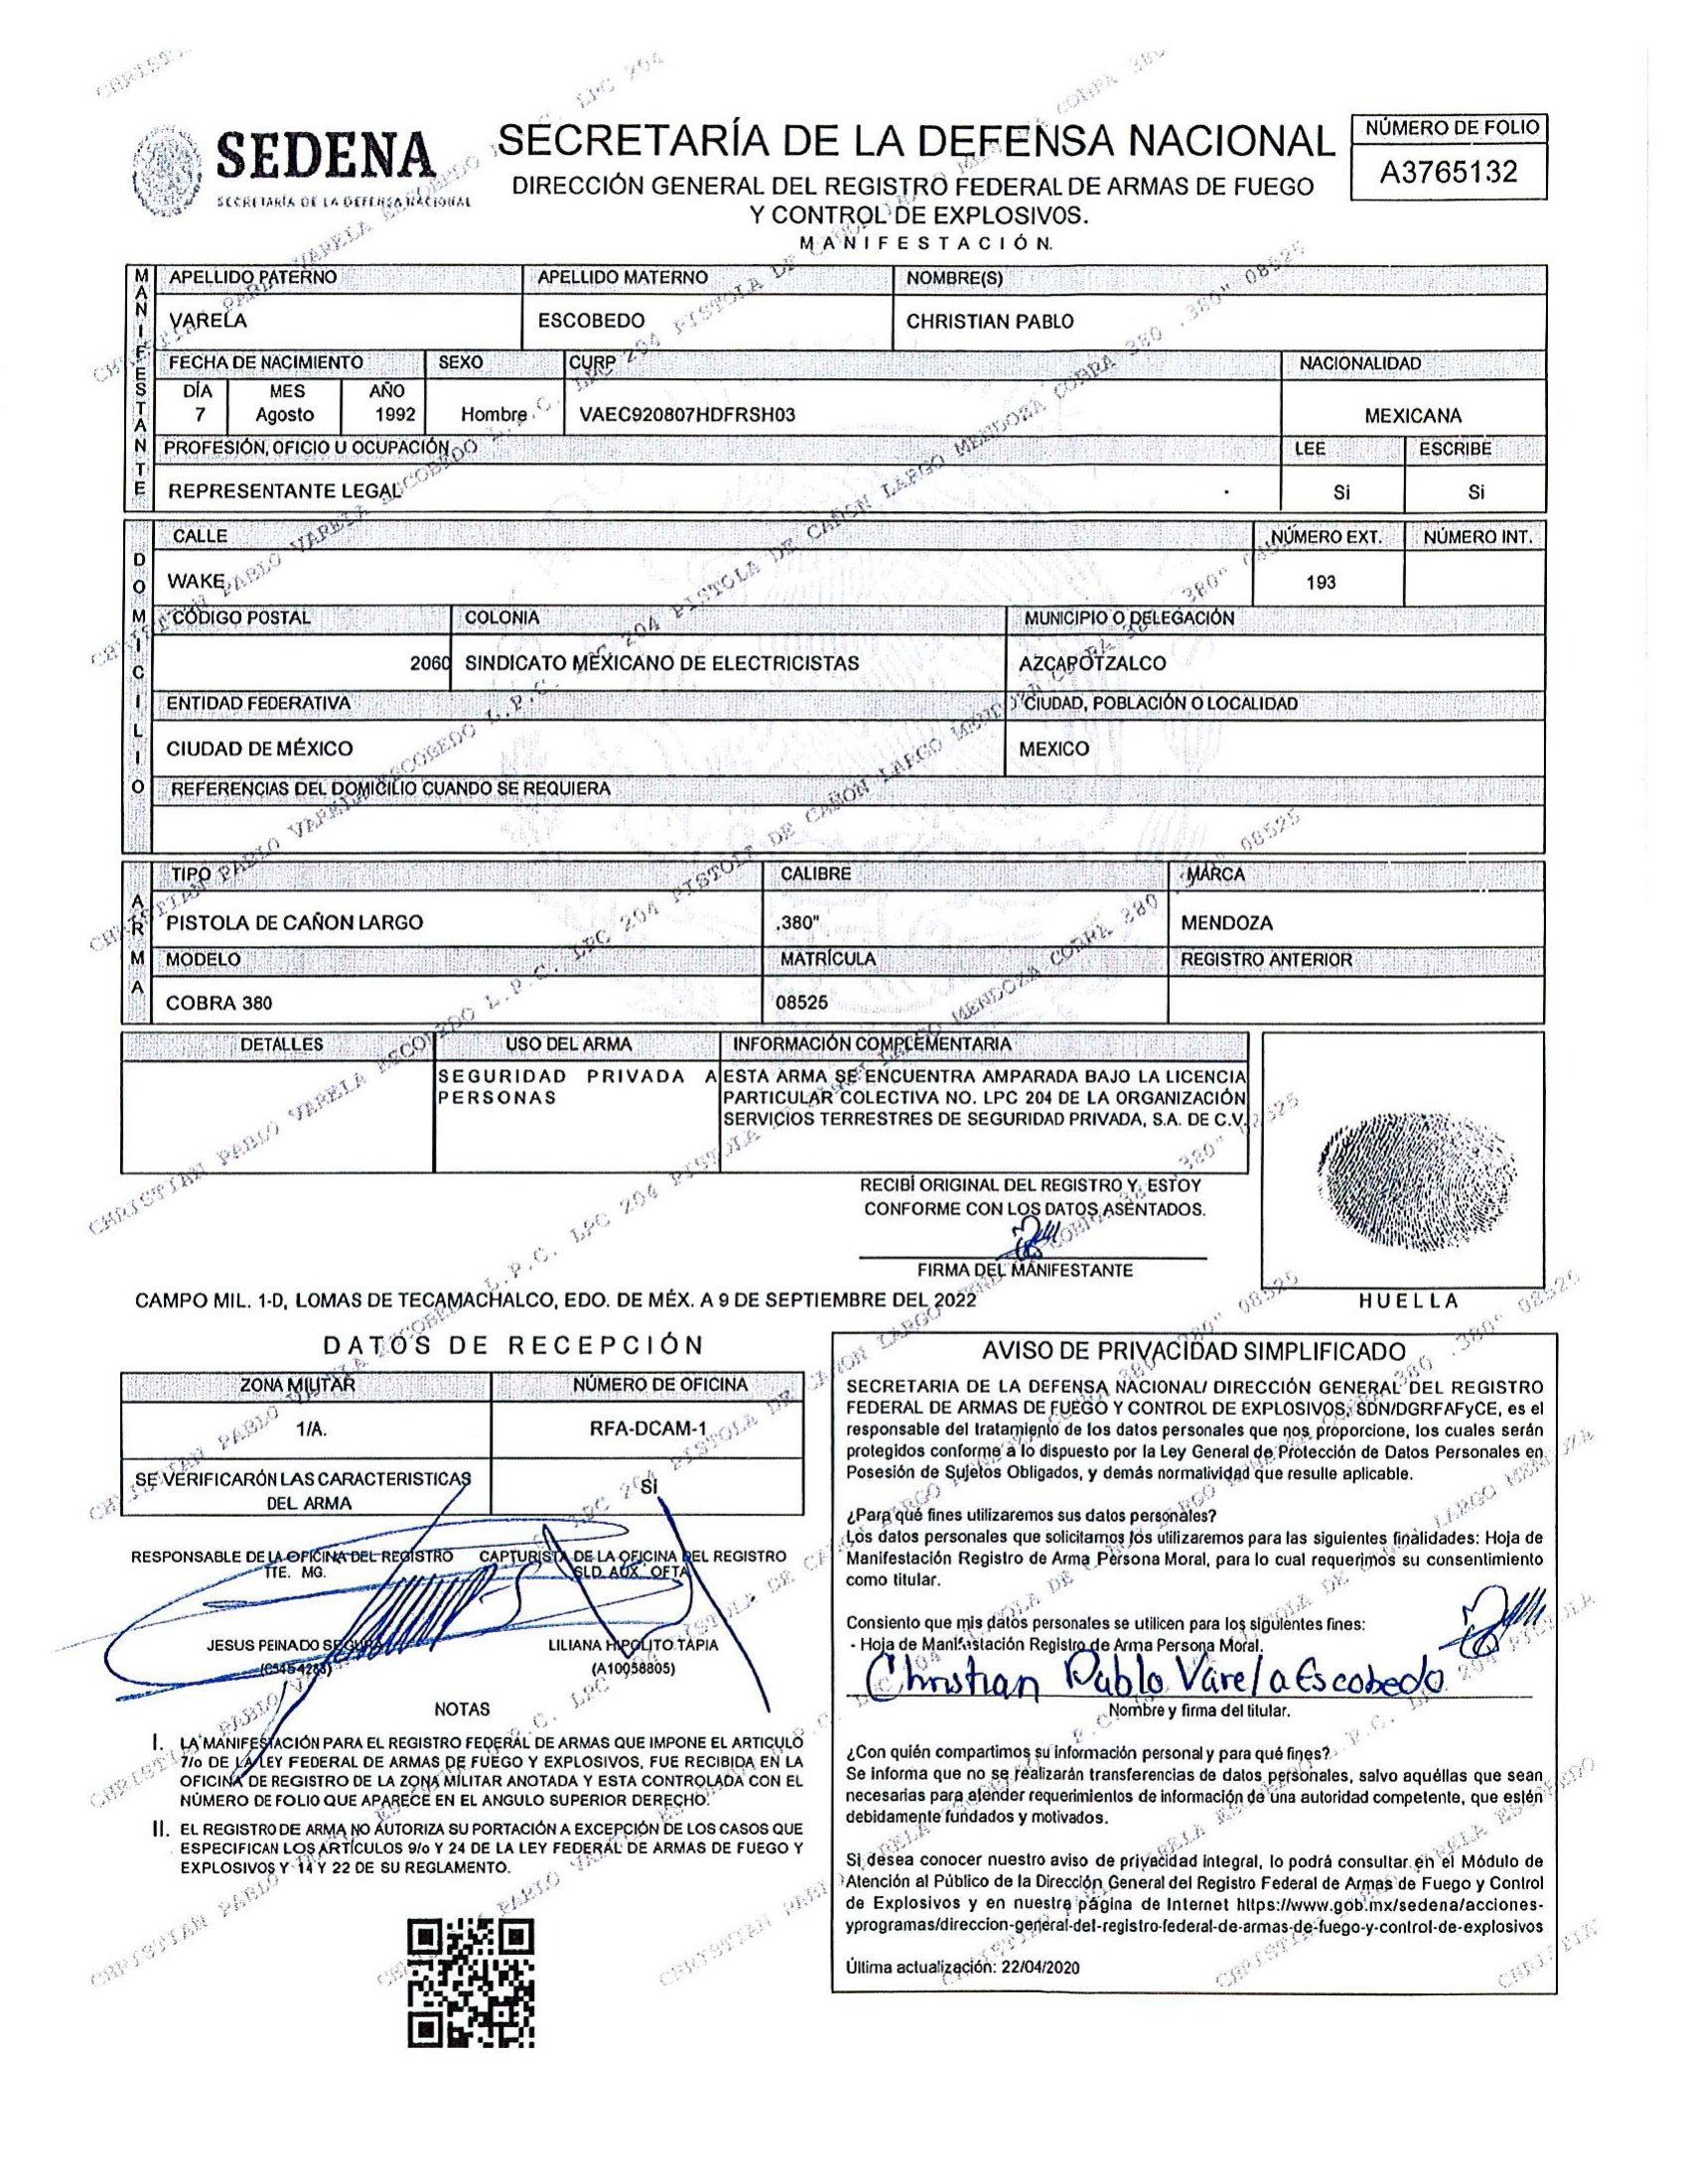 SEDENA
SECRETARÍA DE LA DEFENSA NACIONAL
SECRETARÍA DE LA DEFENSA NACIONAL
DIRECCIÓN GENERAL DEL REGISTRO FEDERAL DE ARMAS DE FUEGO
Y CONTROL DE EXPLOSIVOS.
MANIFESTACIÓN
NÚMERO DE FOLIO
A3765132
MANIFESTANTE
APELLIDO PATERNO APELLIDO MATERNO NOMBRE(S)
VARELA ESCOBEDO CHRISTIAN PABLO
FECHA DE NACIMIENTO SEXO CURP NACIONALIDAD
DÍA MES AÑO
7 Agosto 1992 Hombre VAEC920807HDFRSH03 MEXICANA
PROFESIÓN, OFICIO U OCUPACIÓN LEE ESCRIBE
REPRESENTANTE LEGAL Si Si
DOMICILIO
CALLE NÚMERO EXT. NÚMERO INT.
WAKE 193
CÓDIGO POSTAL COLONIA MUNICIPIO O DELEGACIÓN
2060 SINDICATO MEXICANO DE ELECTRICISTAS AZCAPOTZALCO
ENTIDAD FEDERATIVA CIUDAD, POBLACIÓN O LOCALIDAD
CIUDAD DE MÉXICO MEXICO
REFERENCIAS DEL DOMICILIO CUANDO SE REQUIERA
ARMA
TIPO CALIBRE MARCA
PISTOLA DE CAÑON LARGO .380" MENDOZA
MODELO MATRÍCULA REGISTRO ANTERIOR
COBRA 380 08525
DETALLES USO DEL ARMA INFORMACIÓN COMPLEMENTARIA
SEGURIDAD PRIVADA A ESTA ARMA SE ENCUENTRA AMPARADA BAJO LA LICENCIA
PERSONAS PARTICULAR COLECTIVA NO. LPC 204 DE LA ORGANIZACIÓN
SERVICIOS TERRESTRES DE SEGURIDAD PRIVADA, S.A. DE C.V.
RECIBÍ ORIGINAL DEL REGISTRO Y ESTOY
CONFORME CON LOS DATOS ASENTADOS.
FIRMA DEL MANIFESTANTE
HUELLA
CAMPO MIL. 1-D, LOMAS DE TECAMACHALCO, EDO. DE MÉX. A 9 DE SEPTIEMBRE DEL 2022
DATOS DE RECEPCIÓN
ZONA MILITAR NÚMERO DE OFICINA
1/A. RFA-DCAM-1
SE VERIFICARÓN LAS CARACTERISTICAS
DEL ARMA
SI
RESPONSABLE DE LA OFICINA DEL REGISTRO CAPTURISTA DE LA OFICINA DEL REGISTRO
TTE. MG. SLD. AUX. OFTA
JESUS PEINADO SEGURA LILIANA HIPOLITO TAPIA
(A10058805)
NOTAS
I. LA MANIFESTACIÓN PARA EL REGISTRO FEDERAL DE ARMAS QUE IMPONE EL ARTICULO
7/o DE LA LEY FEDERAL DE ARMAS DE FUEGO Y EXPLOSIVOS, FUE RECIBIDA EN LA
OFICINA DE REGISTRO DE LA ZONA MILITAR ANOTADA Y ESTA CONTROLADA CON EL
NÚMERO DE FOLIO QUE APARECE EN EL ANGULO SUPERIOR DERECHO.
II. EL REGISTRO DE ARMA NO AUTORIZA SU PORTACIÓN A EXCEPCIÓN DE LOS CASOS QUE
ESPECIFICAN LOS ARTÍCULOS 9/o Y 24 DE LA LEY FEDERAL DE ARMAS DE FUEGO Y
EXPLOSIVOS Y 14 Y 22 DE SU REGLAMENTO.
AVISO DE PRIVACIDAD SIMPLIFICADO
SECRETARIA DE LA DEFENSA NACIONAL/ DIRECCIÓN GENERAL DEL REGISTRO
FEDERAL DE ARMAS DE FUEGO Y CONTROL DE EXPLOSIVOS, SDN/DGRFAFyCE, es el
responsable del tratamiento de los datos personales que nos proporcione, los cuales serán
protegidos conforme a lo dispuesto por la Ley General de Protección de Datos Personales en
Posesión de Sujetos Obligados, y demás normalividad que resulle aplicable.
¿Para qué fines utilizaremos sus datos personales?
Los datos personales que solicitamos los utilizaremos para las siguientes finalidades: Hoja de
Manifestación Registro de Arma Persona Moral, para lo cual requerimos su consentimiento
como titular.
Consiento que mis datos personales se utilicen para los siguientes fines:
- Hoja de Manifestación Registro de Arma Persona Moral.
Christian Pablo Varela Escobedo
Nombre y firma del titular.
¿Con quién compartimos su información personal y para qué fines?
Se informa que no se realizarán transferencias de datos personales, salvo aquéllas que sean
necesarias para atender requerimientos de información de una autoridad competente, que estén
debidamente fundados y motivados.
Si desea conocer nuestro aviso de privacidad integral, lo podrá consultar en el Módulo de
Atención al Público de la Dirección General del Registro Federal de Armas de Fuego y Control
de Explosivos y en nuestra página de Internet https://www.gob.mx/sedena/acciones-
yprogramas/direccion-general-del-registro-federal-de-armas-de-fuego-y-control-de-explosivos
Última actualización: 22/04/2020